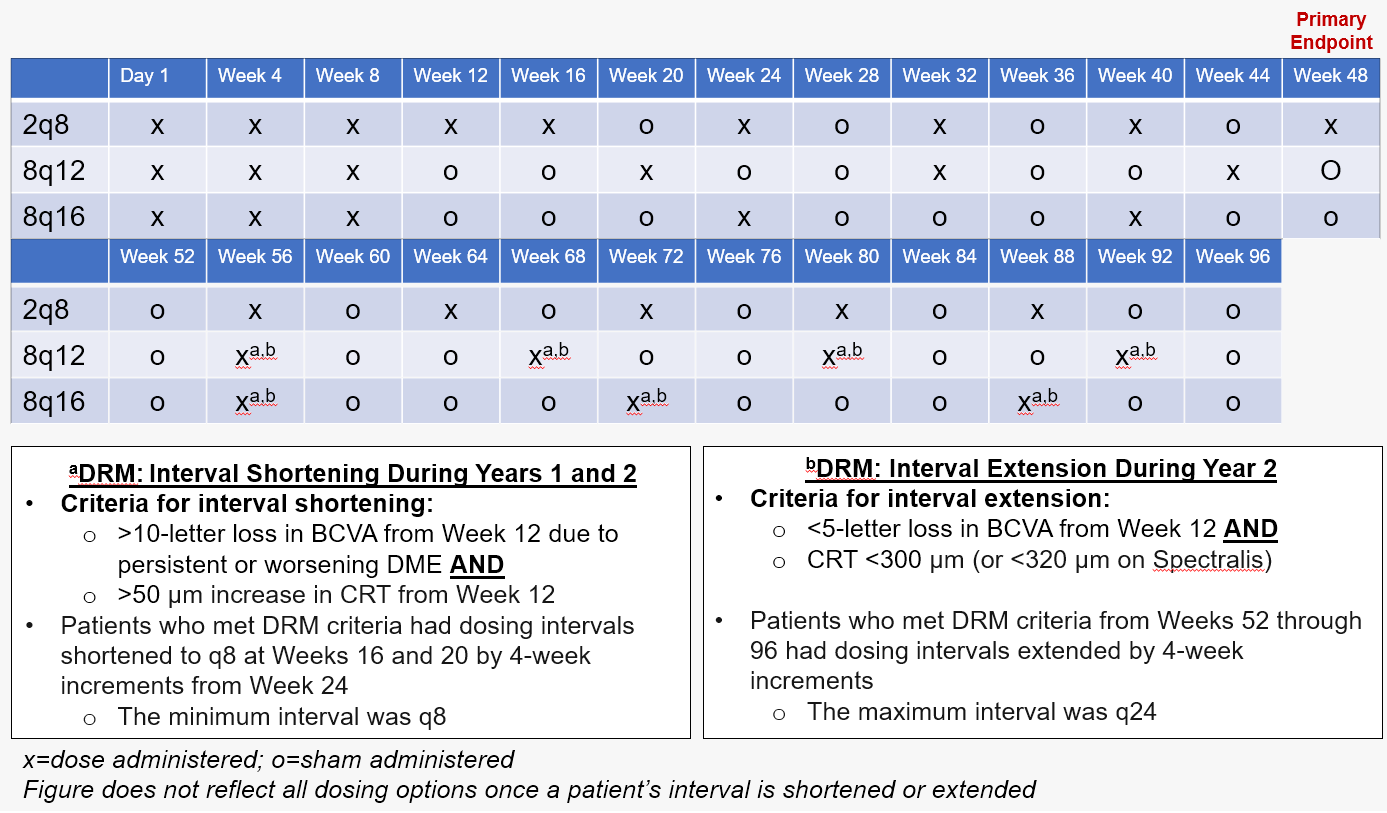 Primary
Endpoint
Day 1 Week 4 Week 8 Week 12 Week 16 Week 20 Week 24 Week 28 Week 32 Week 36 Week 40 Week 44 Week 48
2q8 x x x x x o x o x o x o x
8q12 x x x o o x o o x o o x O
8q16 x x x o o o x o o o x o o
Week 52 Week 56 Week 60 Week 64 Week 68 Week 72 Week 76 Week 80 Week 84 Week 88 Week 92 Week 96
2q8 o x o x o x o x o x o o
8q12 o xa,b o o xa,b o o xa,b o o xa,b o
8q16 o xa,b o o o xa,b o o o xa,b o o
aDRM: Interval Shortening During Years 1 and 2
• Criteria for interval shortening:
o >10-letter loss in BCVA from Week 12 due to
persistent or worsening DME AND
o >50 µm increase in CRT from Week 12
• Patients who met DRM criteria had dosing intervals
shortened to q8 at Weeks 16 and 20 by 4-week
increments from Week 24
o The minimum interval was q8
bDRM: Interval Extension During Year 2
• Criteria for interval extension:
o <5-letter loss in BCVA from Week 12 AND
o CRT <300 µm (or <320 µm on Spectralis)
• Patients who met DRM criteria from Weeks 52 through
96 had dosing intervals extended by 4-week
increments
o The maximum interval was q24
x=dose administered; o=sham administered
Figure does not reflect all dosing options once a patient’s interval is shortened or extended